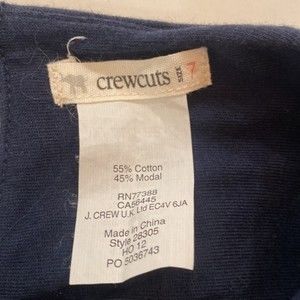 crewcuts SIZE 7
55% Cotton
45% Modal
RN77388
CA56445
J. CREW U.K. Ltd EC4V 6JA
Made in China
Style 28305
HO 12
PO 5036743